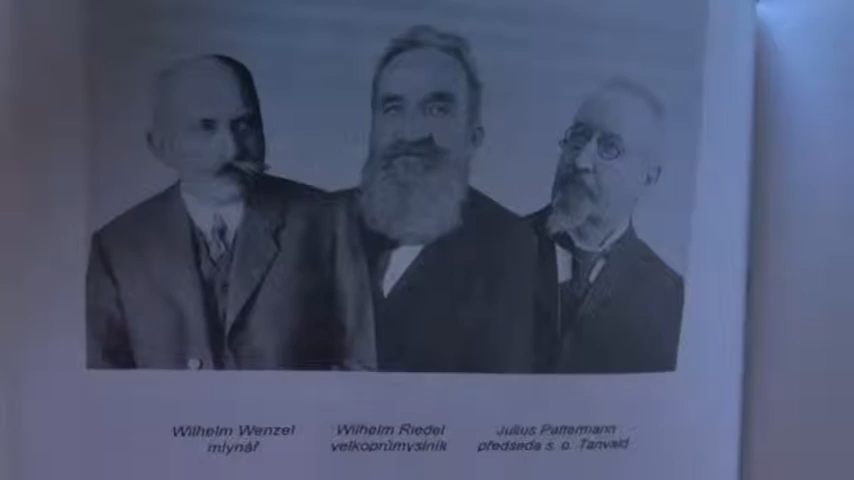 Wilhelm Wenzel
mlynář
Wilhelm Riedel
velkoprůmyslník
Julius Pattermann
předseda s. o. Tanvald